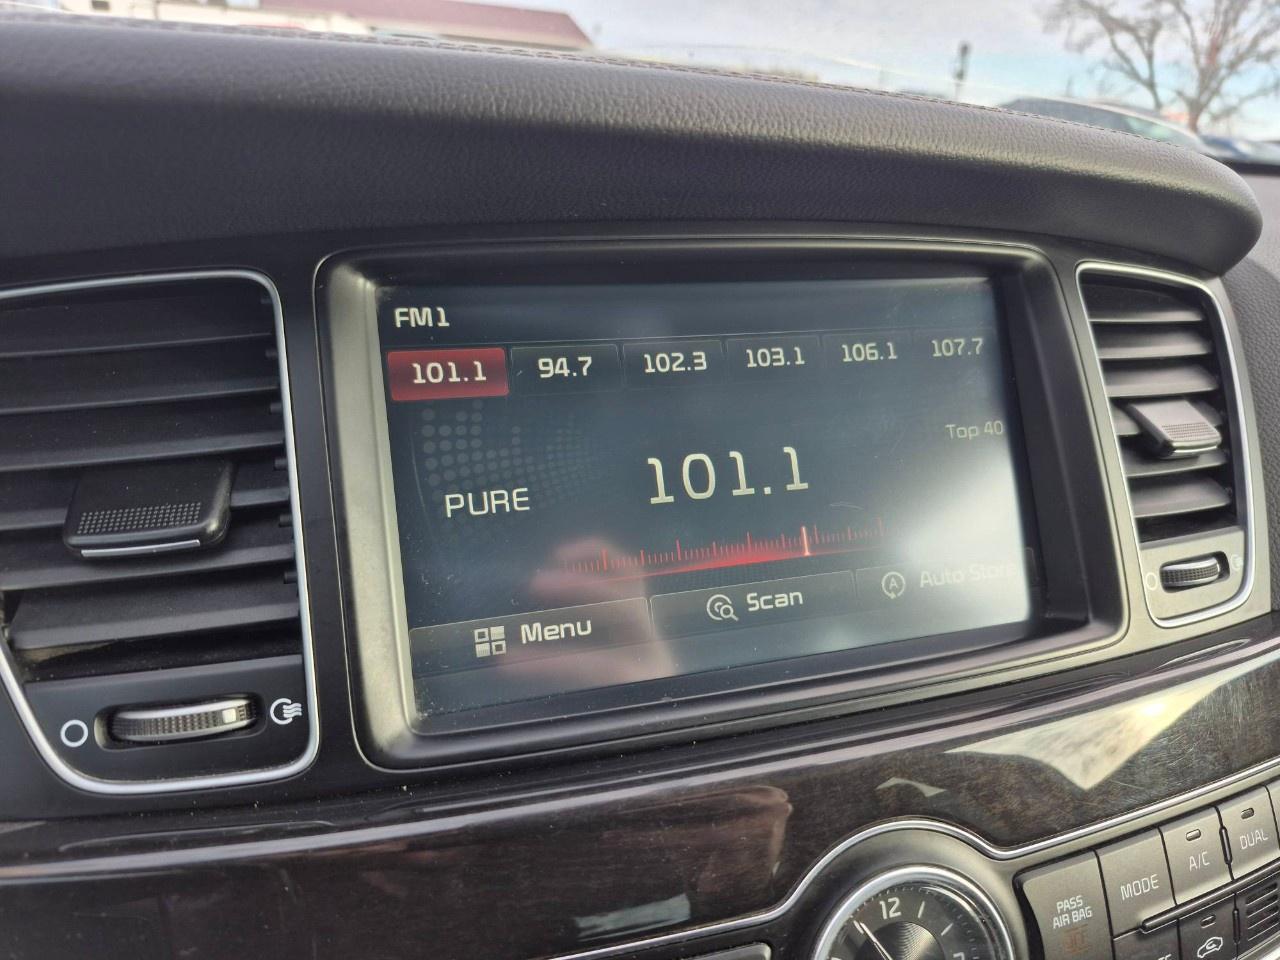 FM1
101.1 94.7 102.3 103.1 106.1 107.7
Top 40
PURE 101.1
Menu Scan Auto Store
PASS AIR BAG
MODE
A/C
DUAL
12